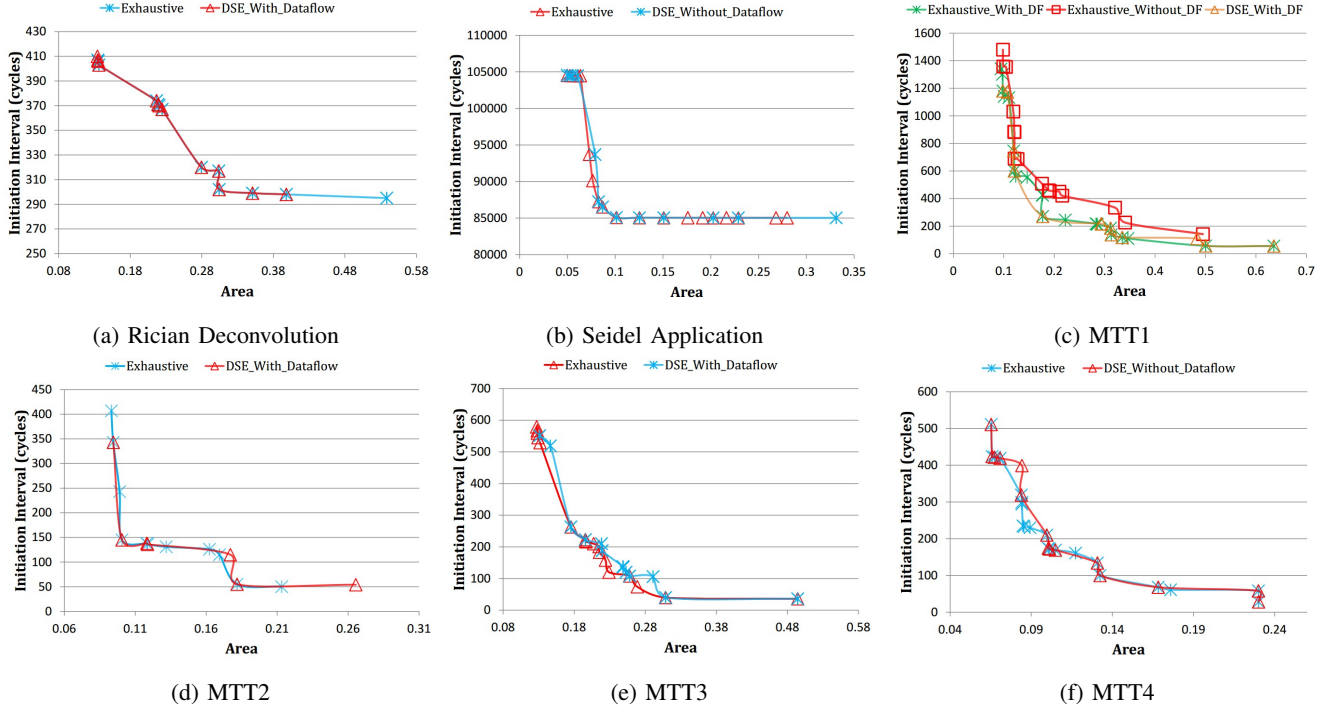 Exhaustive DSE_With_Dataflow
Initiation Interval (cycles)
430
410
390
370
350
330
310
290
270
250
0.08 0.18 0.28 0.38 0.48 0.58
Area
(a) Rician Deconvolution
Exhaustive DSE_Without_Dataflow
Initiation Interval (cycles)
110000
105000
100000
95000
90000
85000
80000
0 0.05 0.1 0.15 0.2 0.25 0.3 0.35
Area
(b) Seidel Application
Exhaustive_With_DF Exhaustive_Without_DF DSE_With_DF
Initiation Interval (cycles)
1600
1400
1200
1000
800
600
400
200
0
0 0.1 0.2 0.3 0.4 0.5 0.6 0.7
Area
(c) MTT1
Exhaustive DSE_With_Dataflow
Initiation Interval (cycles)
450
400
350
300
250
200
150
100
50
0
0.06 0.11 0.16 0.21 0.26 0.31
Area
(d) MTT2
Exhaustive DSE_With_Dataflow
Initiation Interval (cycles)
700
600
500
400
300
200
100
0
0.08 0.18 0.28 0.38 0.48 0.58
Area
(e) MTT3
Exhaustive DSE_Without_Dataflow
Initiation Interval (cycles)
600
500
400
300
200
100
0
0.04 0.09 0.14 0.19 0.24
Area
(f) MTT4